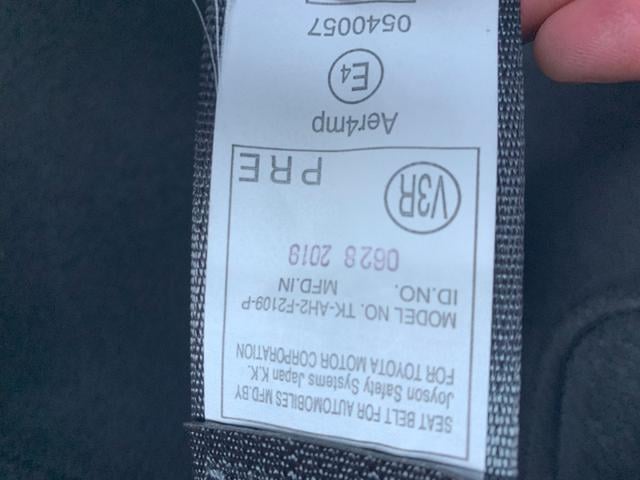 SEAT BELT FOR AUTOMOBILES MFD.BY
Joyson Safety Systems Japan K.K.
FOR TOYOTA MOTOR CORPORATION
MODEL NO. TK-AH2-F2109-P
ID.NO. MFD.IN
0628 2019
V3R PRE
Aer4mp
E4
0540057